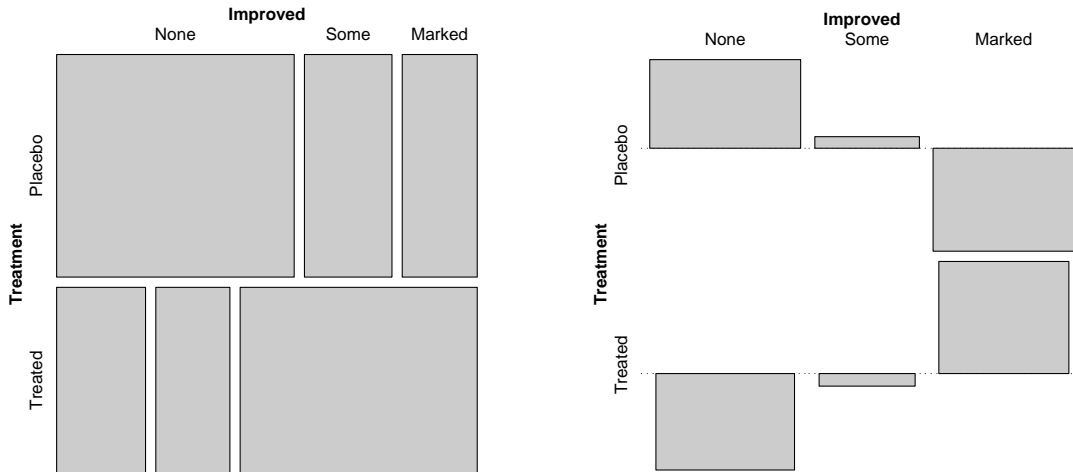 Improved
None Some Marked
Treatment
Placebo
Treated
Improved
None Some Marked
Treatment
Placebo
Treated